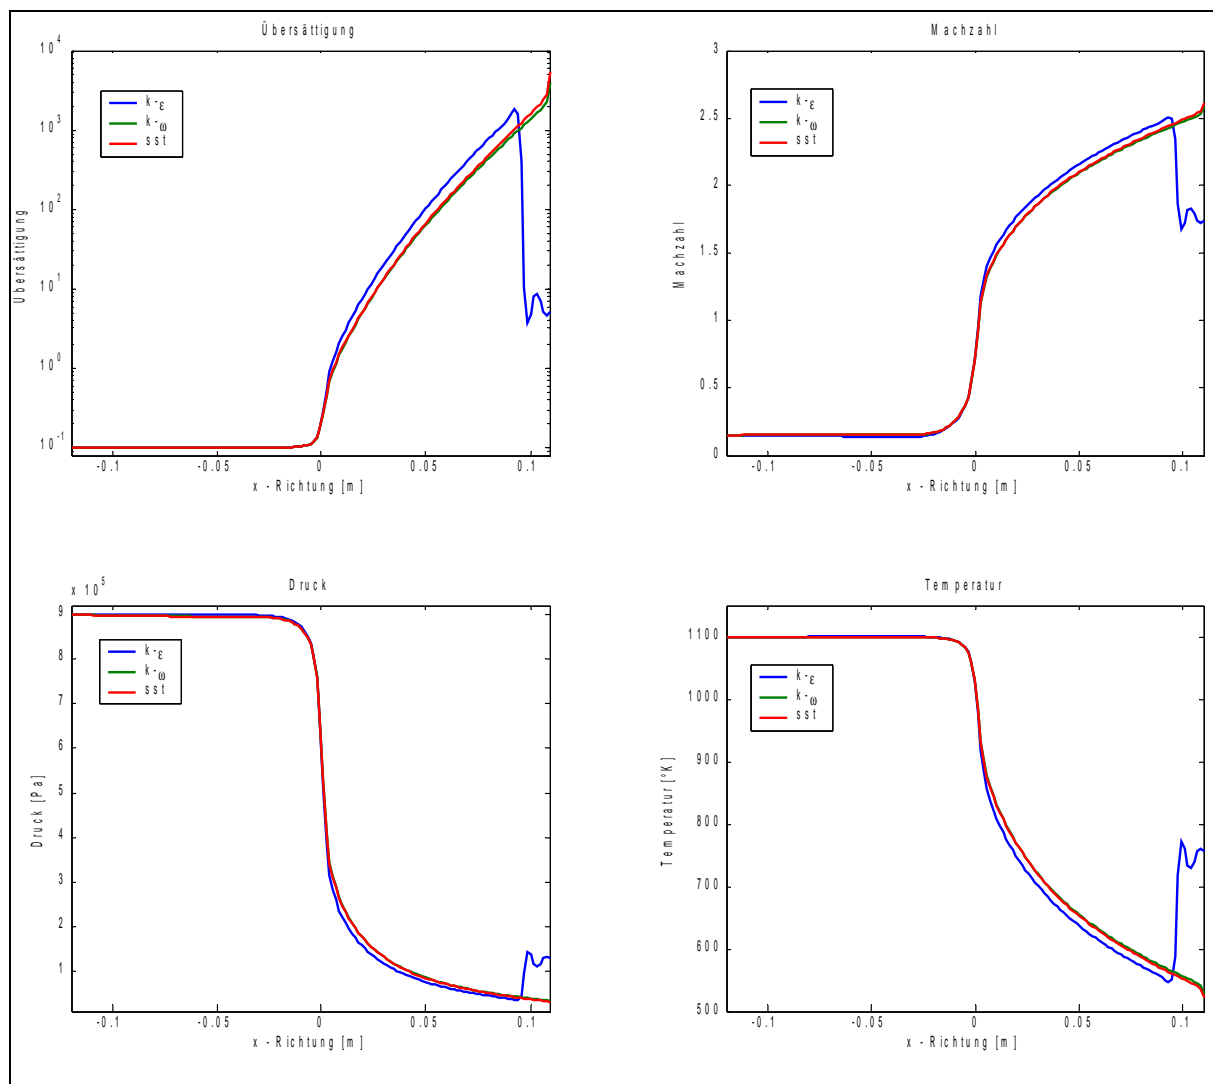 Übersättigung
Übersättigung
10^4
10^3
10^2
10^1
10^0
10^-1
k-ε
k-ω
sst
-0.1 -0.05 0 0.05 0.1
x - Richtung [m]
Machzahl
Machzahl
3
2.5
2
1.5
1
0.5
0
k-ε
k-ω
sst
-0.1 -0.05 0 0.05 0.1
x - Richtung [m]
Druck
x 10^5
Druck [Pa]
9
8
7
6
5
4
3
2
1
k-ε
k-ω
sst
-0.1 -0.05 0 0.05 0.1
x - Richtung [m]
Temperatur
Temperatur [°K]
1100
1000
900
800
700
600
500
k-ε
k-ω
sst
-0.1 -0.05 0 0.05 0.1
x - Richtung [m]